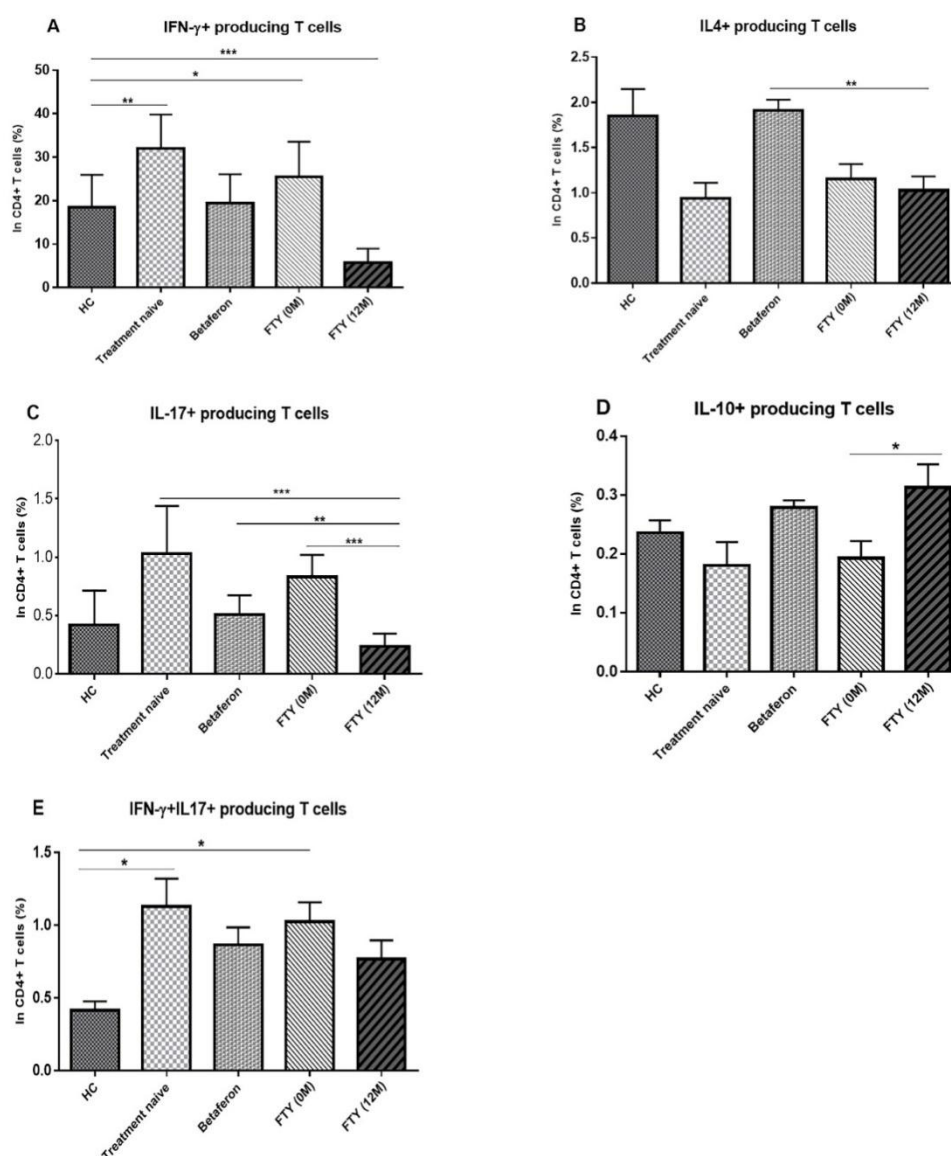 A
IFN-γ+ producing T cells
***
*
**
In CD4+ T cells (%)
50
40
30
20
10
0
HC
Treatment naive
Betaferon
FTY (0M)
FTY (12M)
B
IL4+ producing T cells
**
In CD4+ T cells (%)
2.5
2.0
1.5
1.0
0.5
0.0
HC
Treatment naive
Betaferon
FTY (0M)
FTY (12M)
C
IL-17+ producing T cells
***
**
***
In CD4+ T cells (%)
2.0
1.5
1.0
0.5
0.0
HC
Treatment naive
Betaferon
FTY (0M)
FTY (12M)
D
IL-10+ producing T cells
*
In CD4+ T cells (%)
0.4
0.3
0.2
0.1
0.0
HC
Treatment naive
Betaferon
FTY (0M)
FTY (12M)
E
IFN-γ+IL17+ producing T cells
*
*
In CD4+ T cells (%)
1.5
1.0
0.5
0.0
HC
Treatment naive
Betaferon
FTY (0M)
FTY (12M)